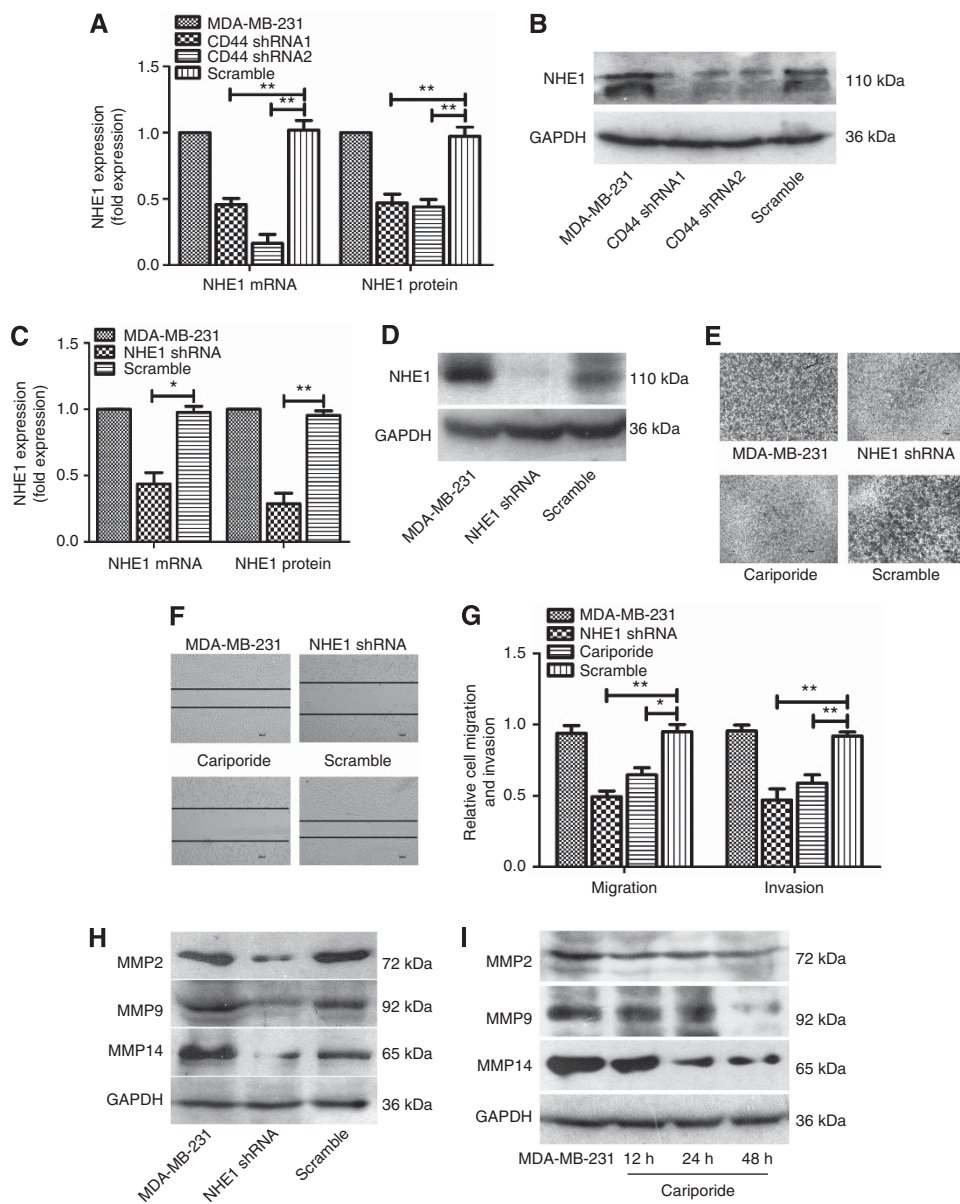 A
MDA-MB-231
CD44 shRNA1
CD44 shRNA2
Scramble
NHE1 expression
(fold expression)
1.5
1.0
0.5
0.0
**
**
**
**
NHE1 mRNA
NHE1 protein
B
NHE1
110 kDa
GAPDH
36 kDa
MDA-MB-231
CD44 shRNA1
CD44 shRNA2
Scramble
C
MDA-MB-231
NHE1 shRNA
Scramble
NHE1 expression
(fold expression)
1.5
1.0
0.5
0.0
*
**
NHE1 mRNA
NHE1 protein
D
NHE1
110 kDa
GAPDH
36 kDa
MDA-MB-231
NHE1 shRNA
Scramble
E
MDA-MB-231
NHE1 shRNA
Cariporide
Scramble
F
MDA-MB-231
NHE1 shRNA
Cariporide
Scramble
G
MDA-MB-231
NHE1 shRNA
Cariporide
Scramble
Relative cell migration
and invasion
1.5
1.0
0.5
0.0
**
*
**
**
Migration
Invasion
H
MMP2
72 kDa
MMP9
92 kDa
MMP14
65 kDa
GAPDH
36 kDa
MDA-MB-231
NHE1 shRNA
Scramble
I
MMP2
72 kDa
MMP9
92 kDa
MMP14
65 kDa
GAPDH
36 kDa
MDA-MB-231 12 h 24 h 48 h
Cariporide